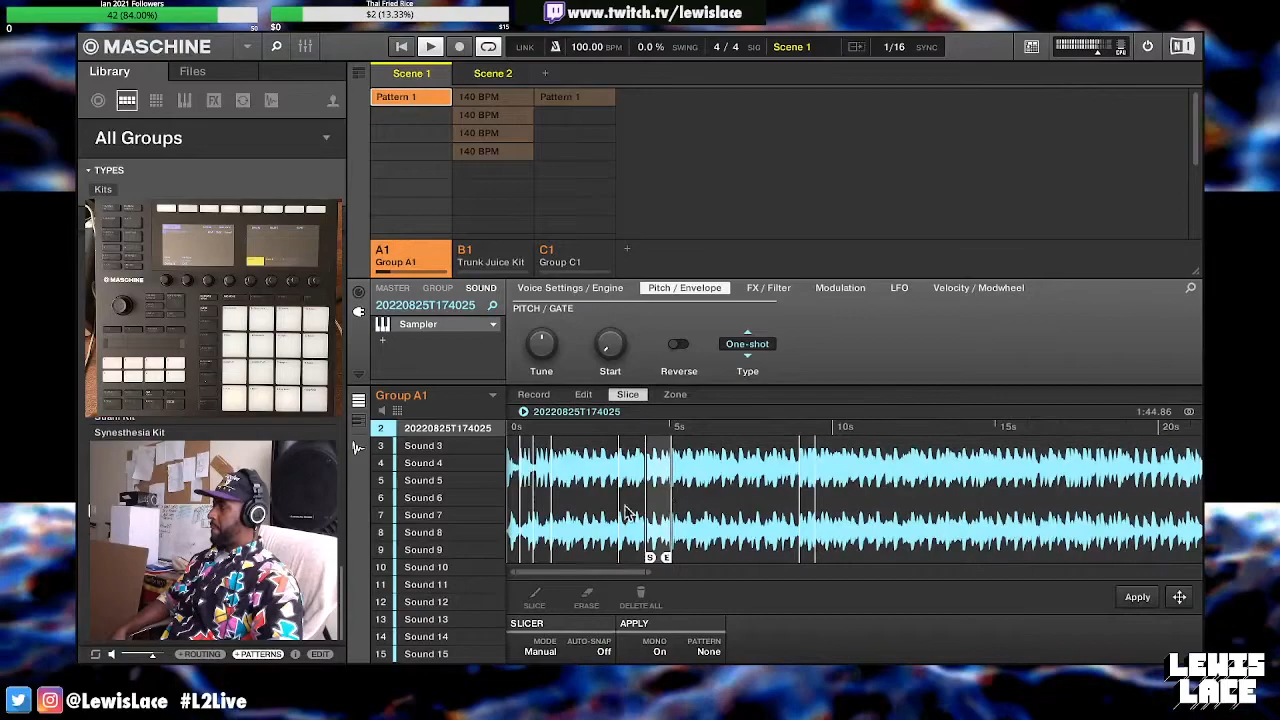 Jan 2021 Followers
42 (84.00%)
0
50
Thai Fried Rice
$2 (13.33%)
$0
$15
www.twitch.tv/lewislace
MASCHINE
LINK
100.00 BPM
0.0 % SWING
4 / 4 SIG
Scene 1
1/16 SYNC
CPU
Library
Files
Scene 1
Scene 2
+
Pattern 1
140 BPM
Pattern 1
140 BPM
140 BPM
140 BPM
All Groups
TYPES
Kits
MASCHINE
A1
Group A1
B1
Trunk Juice Kit
C1
Group C1
+
MASTER
GROUP
SOUND
20220825T174025
Sampler
+
Voice Settings / Engine
Pitch / Envelope
FX / Filter
Modulation
LFO
Velocity / Modwheel
PITCH / GATE
One-shot
Tune
Start
Reverse
Type
Group A1
Record
Edit
Slice
Zone
20220825T174025
1:44.86
0s
5s
10s
15s
20s
2 20220825T174025
3 Sound 3
4 Sound 4
5 Sound 5
6 Sound 6
7 Sound 7
8 Sound 8
9 Sound 9
10 Sound 10
11 Sound 11
12 Sound 12
13 Sound 13
14 Sound 14
15 Sound 15
S
E
Synesthesia Kit
SLICE
ERASE
DELETE ALL
Apply
SLICER
APPLY
MODE
AUTO-SNAP
MONO
PATTERN
Manual
Off
On
None
+ROUTING
+PATTERNS
i
EDIT
@LewisLace #L2Live
LEWIS
LACE